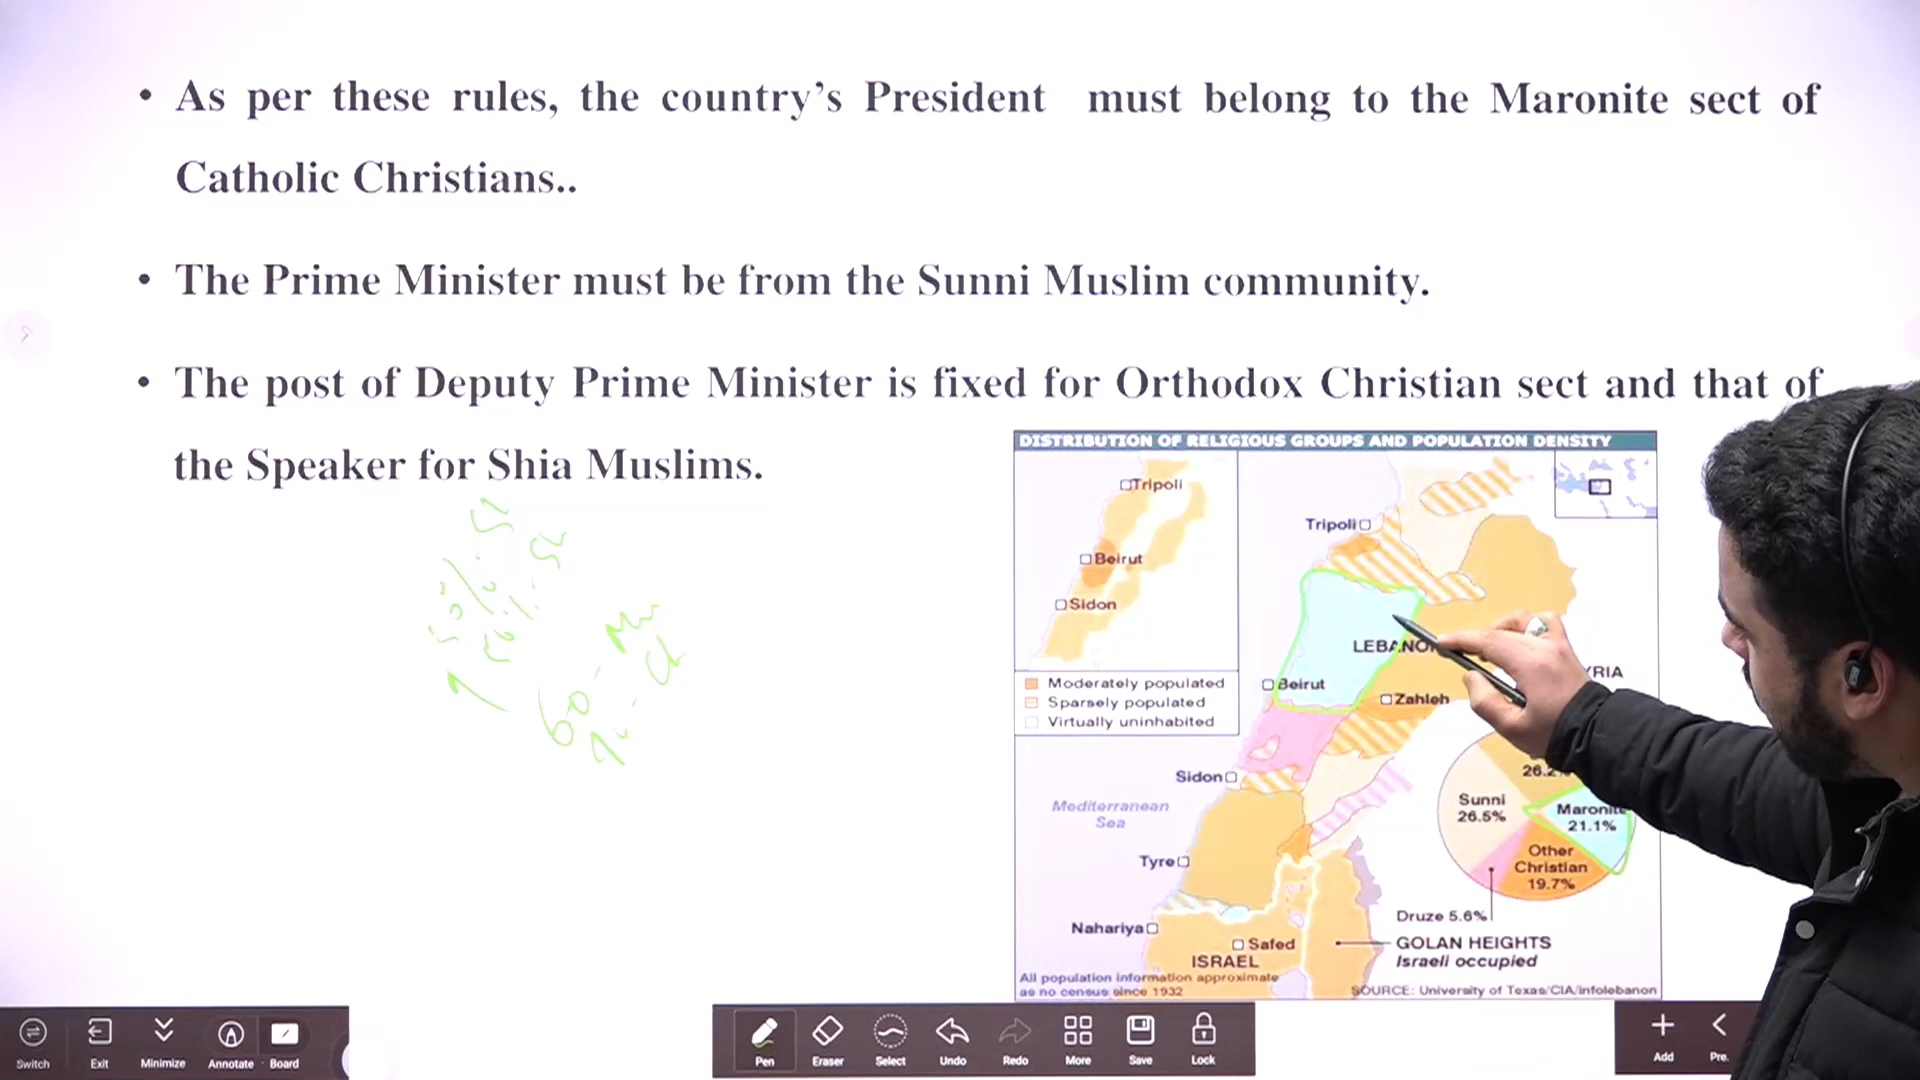 • As per these rules, the country’s President must belong to the Maronite sect of
Catholic Christians..
• The Prime Minister must be from the Sunni Muslim community.
• The post of Deputy Prime Minister is fixed for Orthodox Christian sect and that of
the Speaker for Shia Muslims.
DISTRIBUTION OF RELIGIOUS GROUPS AND POPULATION DENSITY
Tripoli
Beirut
Sidon
Moderately populated
Sparsely populated
Virtually uninhabited
Tripoli
Beirut
Zahleh
Sidon
Mediterranean
Sea
Tyre
Nahariya
Safed
ISRAEL
Sunni
26.5%
21.1%
Other
Christian
19.7%
Druze 5.6%
GOLAN HEIGHTS
Israeli occupied
All population information approximate
as no census since 1932
SOURCE: University of Texas/CIA/infolebanon
50%
50%
60
Switch
Exit
Minimize
Annotate
Board
Pen
Eraser
Select
Undo
Redo
More
Save
Lock
Add
Pre.